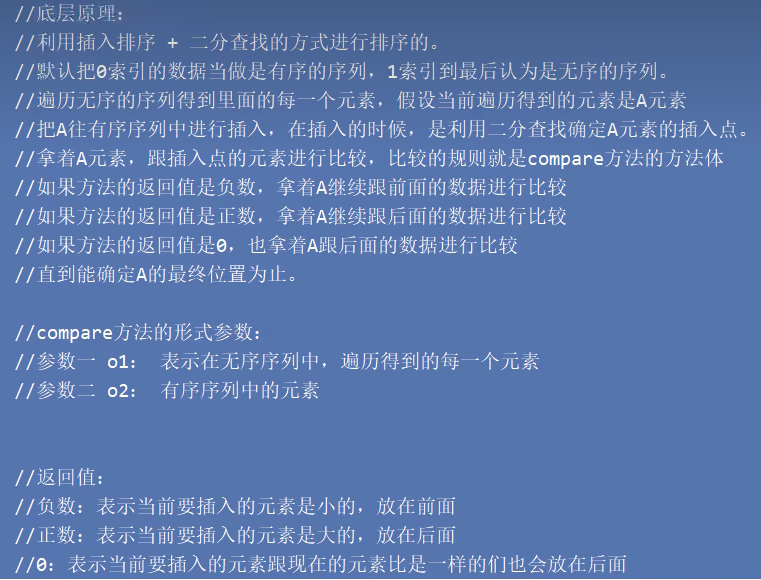 //底层原理：
//利用插入排序 + 二分查找的方式进行排序的。
//默认把0索引的数据当做是有序的序列，1索引到最后认为是无序的序列。
//遍历无序的序列得到里面的每一个元素，假设当前遍历得到的元素是A元素
//把A往有序序列中进行插入，在插入的时候，是利用二分查找确定A元素的插入点。
//拿着A元素，跟插入点的元素进行比较，比较的规则就是compare方法的方法体
//如果方法的返回值是负数，拿着A继续跟前面的数据进行比较
//如果方法的返回值是正数，拿着A继续跟后面的数据进行比较
//如果方法的返回值是0，也拿着A跟后面的数据进行比较
//直到能确定A的最终位置为止。
//compare方法的形式参数：
//参数一 o1： 表示在无序序列中，遍历得到的每一个元素
//参数二 o2： 有序序列中的元素
//返回值：
//负数：表示当前要插入的元素是小的，放在前面
//正数：表示当前要插入的元素是大的，放在后面
//0：表示当前要插入的元素跟现在的元素比是一样的们也会放在后面